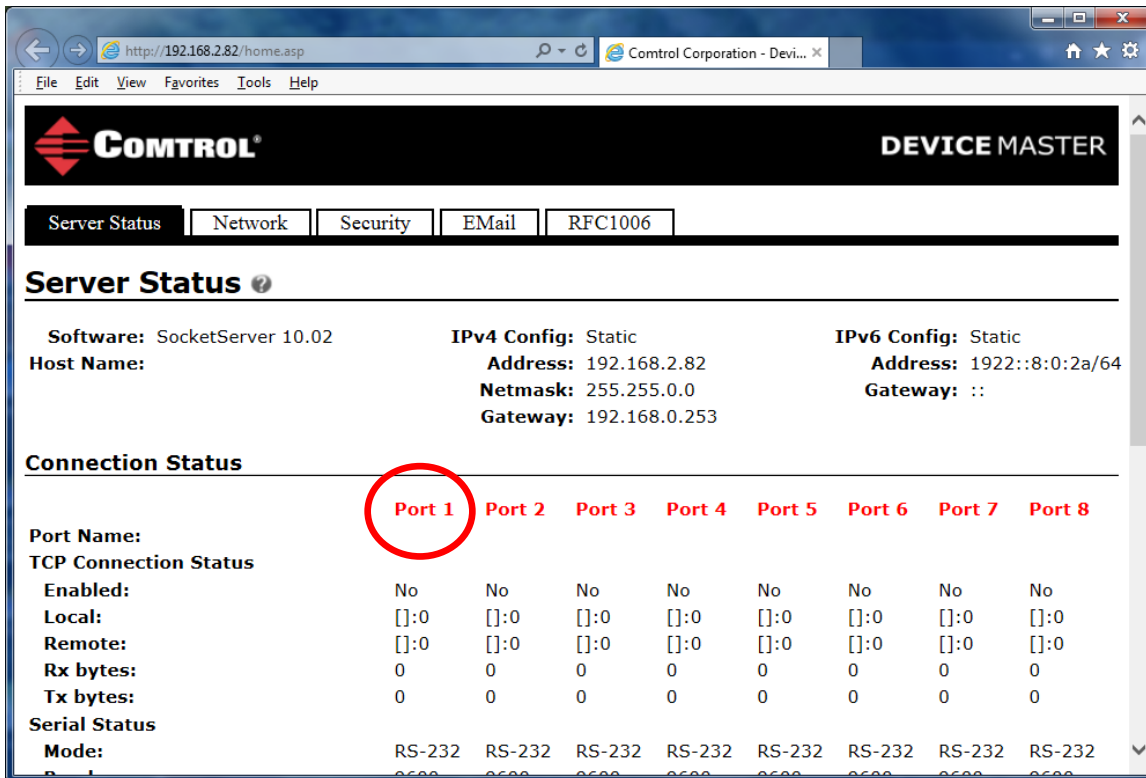 http://192.168.2.82/home.asp
Comtrol Corporation - Devi...
File Edit View Favorites Tools Help
COMTROL®
DEVICEMASTER
Server Status Network Security EMail RFC1006
Server Status
Software: SocketServer 10.02 IPv4 Config: Static IPv6 Config: Static
Host Name: Address: 192.168.2.82 Address: 1922::8:0:2a/64
Netmask: 255.255.0.0 Gateway: ::
Gateway: 192.168.0.253
Connection Status
Port 1 Port 2 Port 3 Port 4 Port 5 Port 6 Port 7 Port 8
Port Name:
TCP Connection Status
Enabled: No No No No No No No No
Local: []:0 []:0 []:0 []:0 []:0 []:0 []:0 []:0
Remote: []:0 []:0 []:0 []:0 []:0 []:0 []:0 []:0
Rx bytes: 0 0 0 0 0 0 0 0
Tx bytes: 0 0 0 0 0 0 0 0
Serial Status
Mode: RS-232 RS-232 RS-232 RS-232 RS-232 RS-232 RS-232 RS-232